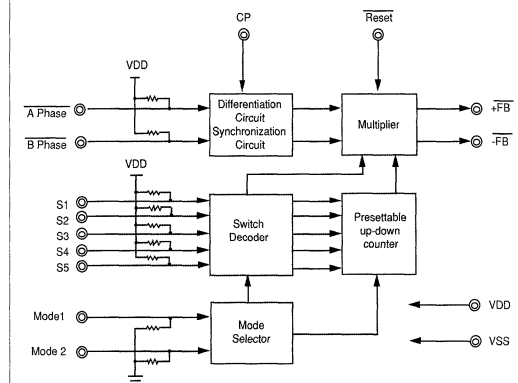 CP
Reset
VDD
A Phase
B Phase
Differentiation
Circuit
Synchronization
Circuit
Multiplier
+FB
-FB
VDD
S1
S2
S3
S4
S5
Switch
Decoder
Presettable
up-down
counter
Mode1
Mode 2
Mode
Selector
VDD
VSS